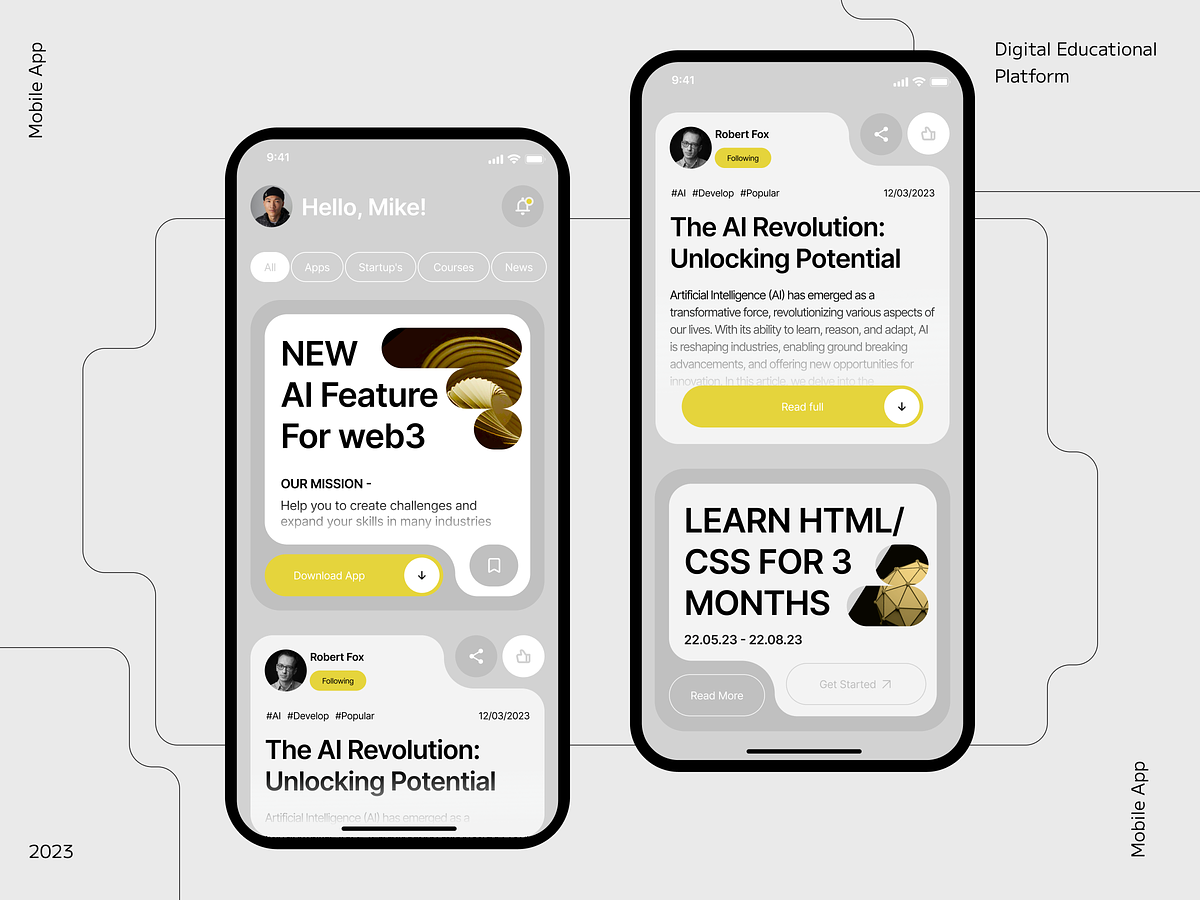 Mobile App
Digital Educational
Platform
9:41
Hello, Mike!
All
Apps
Startup's
Courses
News
NEW
AI Feature
For web3
OUR MISSION -
Help you to create challenges and
expand your skills in many industries
Download App
Robert Fox
Following
#AI #Develop #Popular
12/03/2023
The AI Revolution:
Unlocking Potential
Artificial Intelligence (AI) has emerged as a
9:41
Robert Fox
Following
#AI #Develop #Popular
12/03/2023
The AI Revolution:
Unlocking Potential
Artificial Intelligence (AI) has emerged as a
transformative force, revolutionizing various aspects of
our lives. With its ability to learn, reason, and adapt, AI
is reshaping industries, enabling ground breaking
advancements, and offering new opportunities for
innovation. In this article, we delve into the
Read full
LEARN HTML/
CSS FOR 3
MONTHS
22.05.23 - 22.08.23
Read More
Get Started
2023
Mobile App